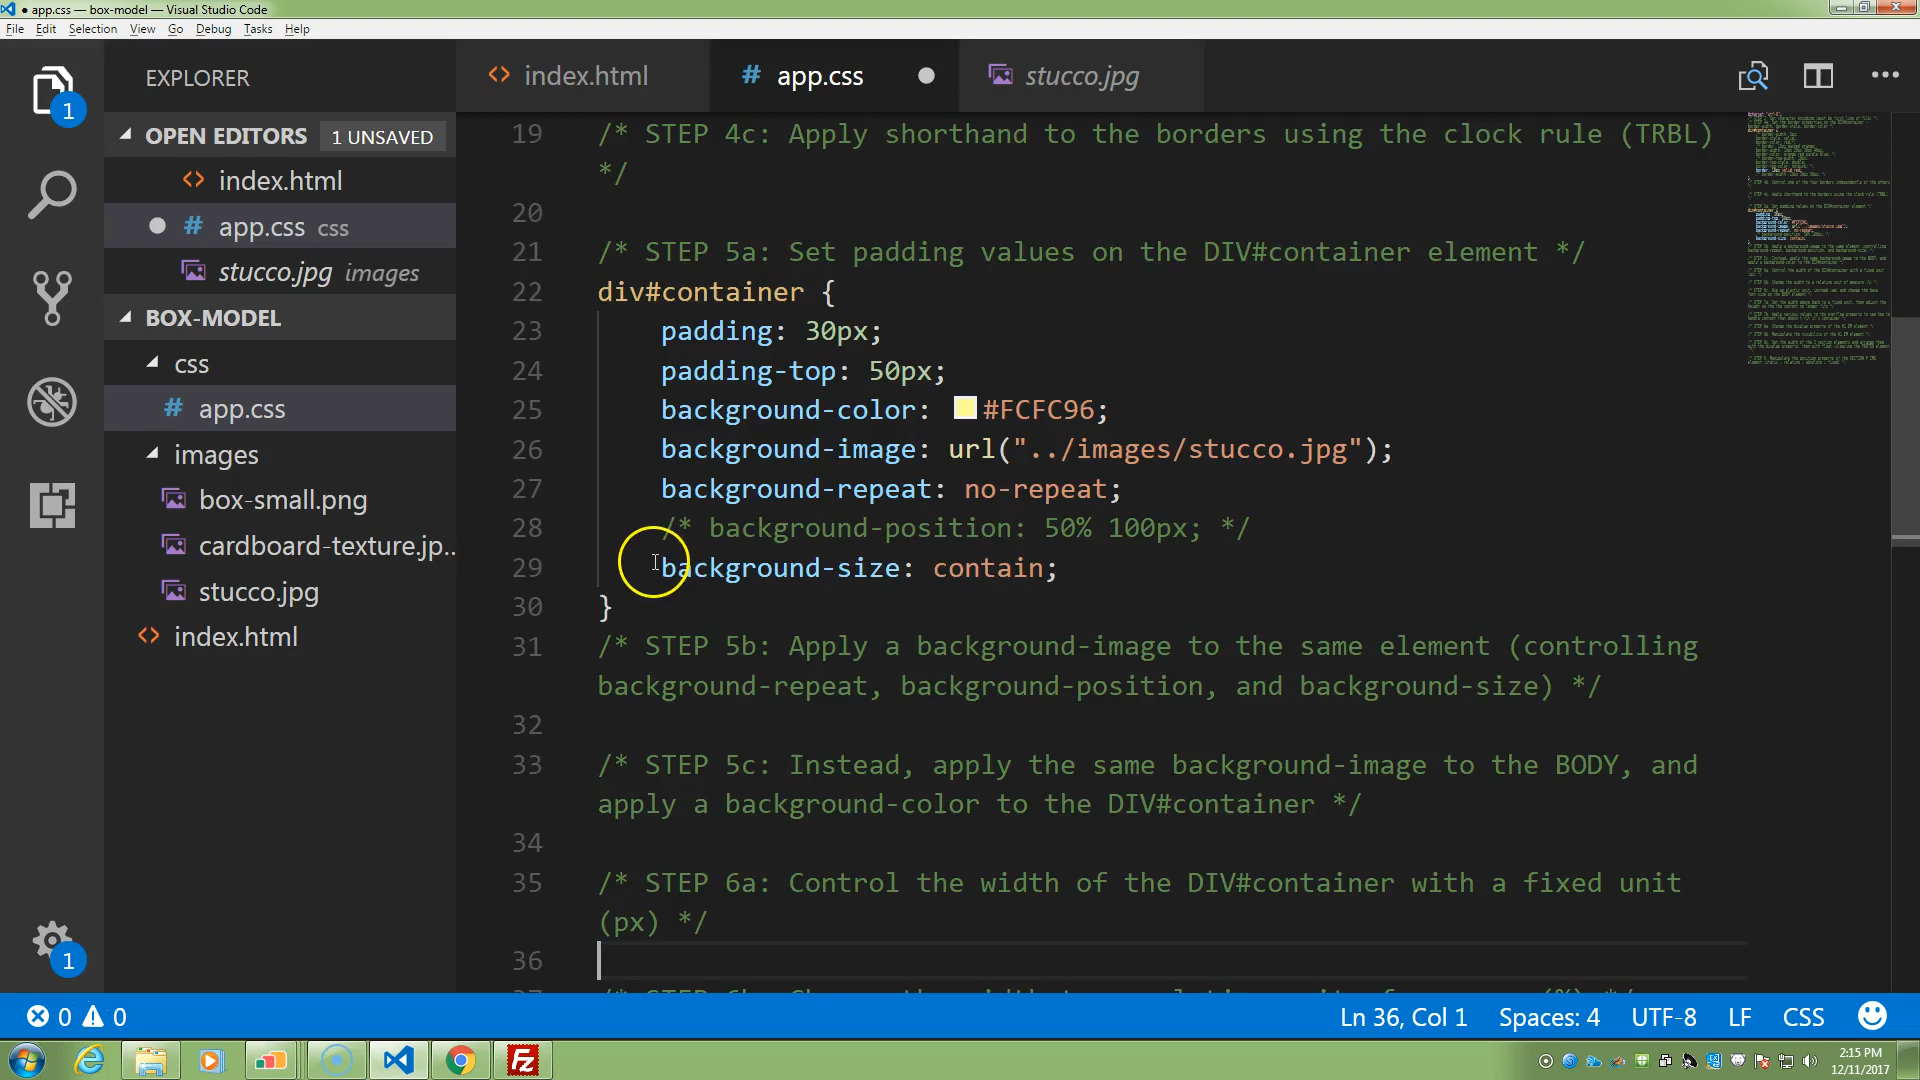 app.css — box-model — Visual Studio Code
File Edit Selection View Go Debug Tasks Help
1
EXPLORER
index.html
# app.css
stucco.jpg
OPEN EDITORS 1 UNSAVED
index.html
# app.css css
stucco.jpg images
BOX-MODEL
css
# app.css
images
box-small.png
cardboard-texture.jp...
stucco.jpg
index.html
1
19 /* STEP 4c: Apply shorthand to the borders using the clock rule (TRBL)
*/
20
21 /* STEP 5a: Set padding values on the DIV#container element */
22 div#container {
23 padding: 30px;
24 padding-top: 50px;
25 background-color: #FCFC96;
26 background-image: url("../images/stucco.jpg");
27 background-repeat: no-repeat;
28 /* background-position: 50% 100px; */
29 background-size: contain;
30 }
31 /* STEP 5b: Apply a background-image to the same element (controlling
background-repeat, background-position, and background-size) */
32
33 /* STEP 5c: Instead, apply the same background-image to the BODY, and
apply a background-color to the DIV#container */
34
35 /* STEP 6a: Control the width of the DIV#container with a fixed unit
(px) */
36
0 0
Ln 36, Col 1 Spaces: 4 UTF-8 LF CSS
Fz
2:15 PM
12/11/2017